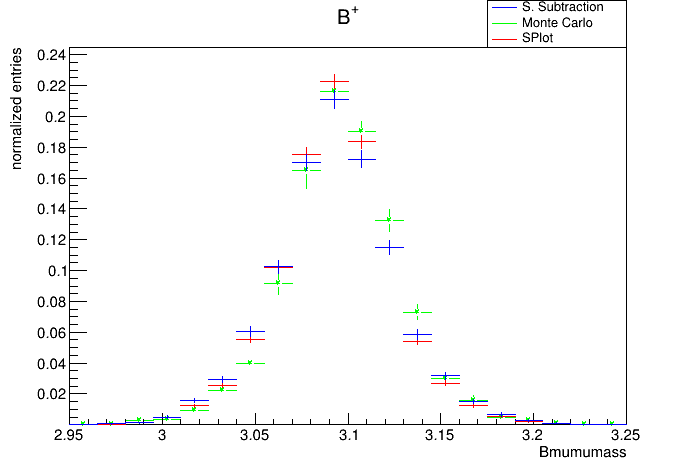 B+
S. Subtraction
Monte Carlo
SPlot
normalized entries
0.24
0.22
0.2
0.18
0.16
0.14
0.12
0.1
0.08
0.06
0.04
0.02
2.95 3 3.05 3.1 3.15 3.2 3.25
Bmumumass